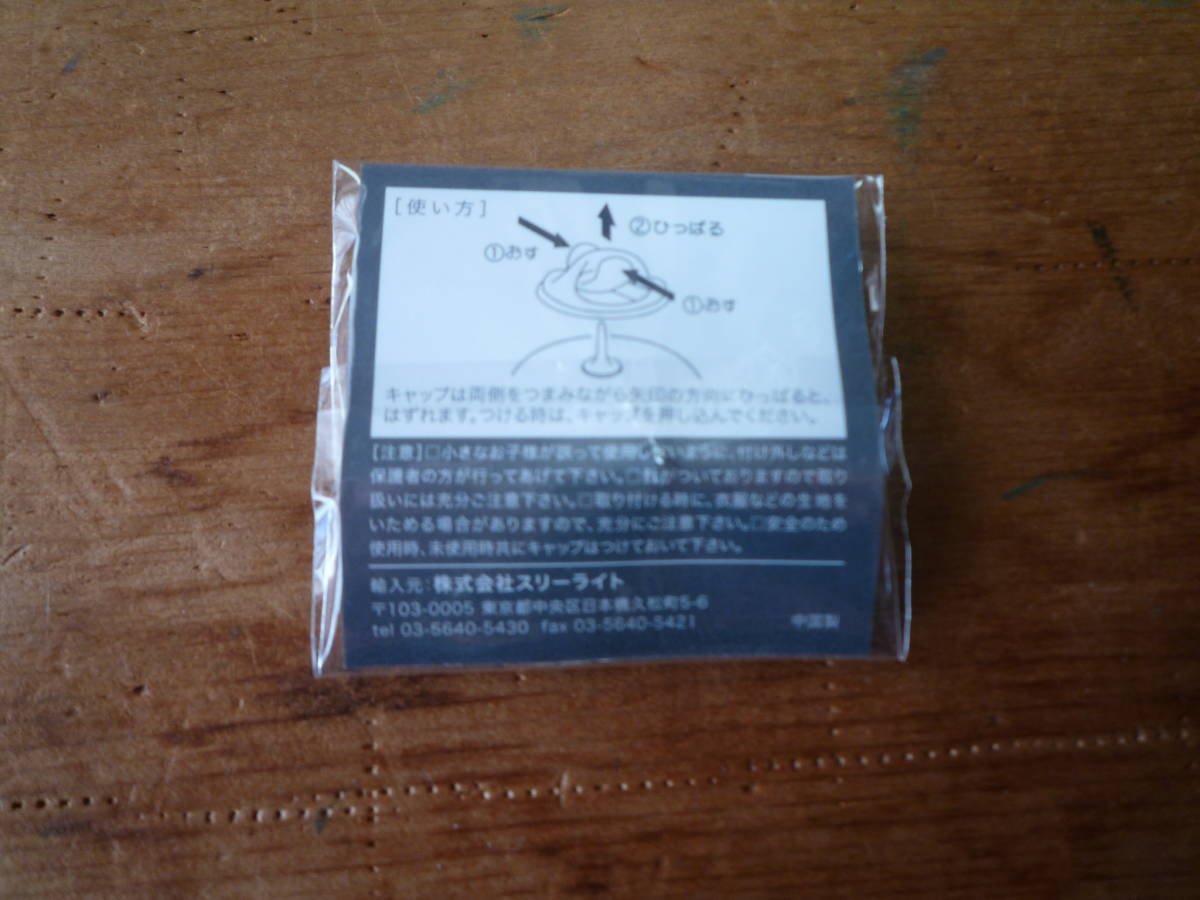 [使い方]
②ひっぱる
①おす
①おす
キャップは両側をつまみながら矢印の方向にひっぱると、
はずれます。つける時は、キャップを押し込んでください。
[注意]□小さなお子様が誤って使用しないように、付け外しなどは
保護者の方が行ってあげて下さい。□針がついておりますので取り
扱いには充分ご注意下さい。□取り付ける時に、衣服などの生地を
いためる場合がありますので、充分にご注意下さい。□安全のため
使用時、未使用時共にキャップはつけておいて下さい。
輸入元:株式会社スリーライト
〒103-0005 東京都中央区日本橋久松町5-6
tel 03-5640-5430 fax 03-5640-5421
中国製